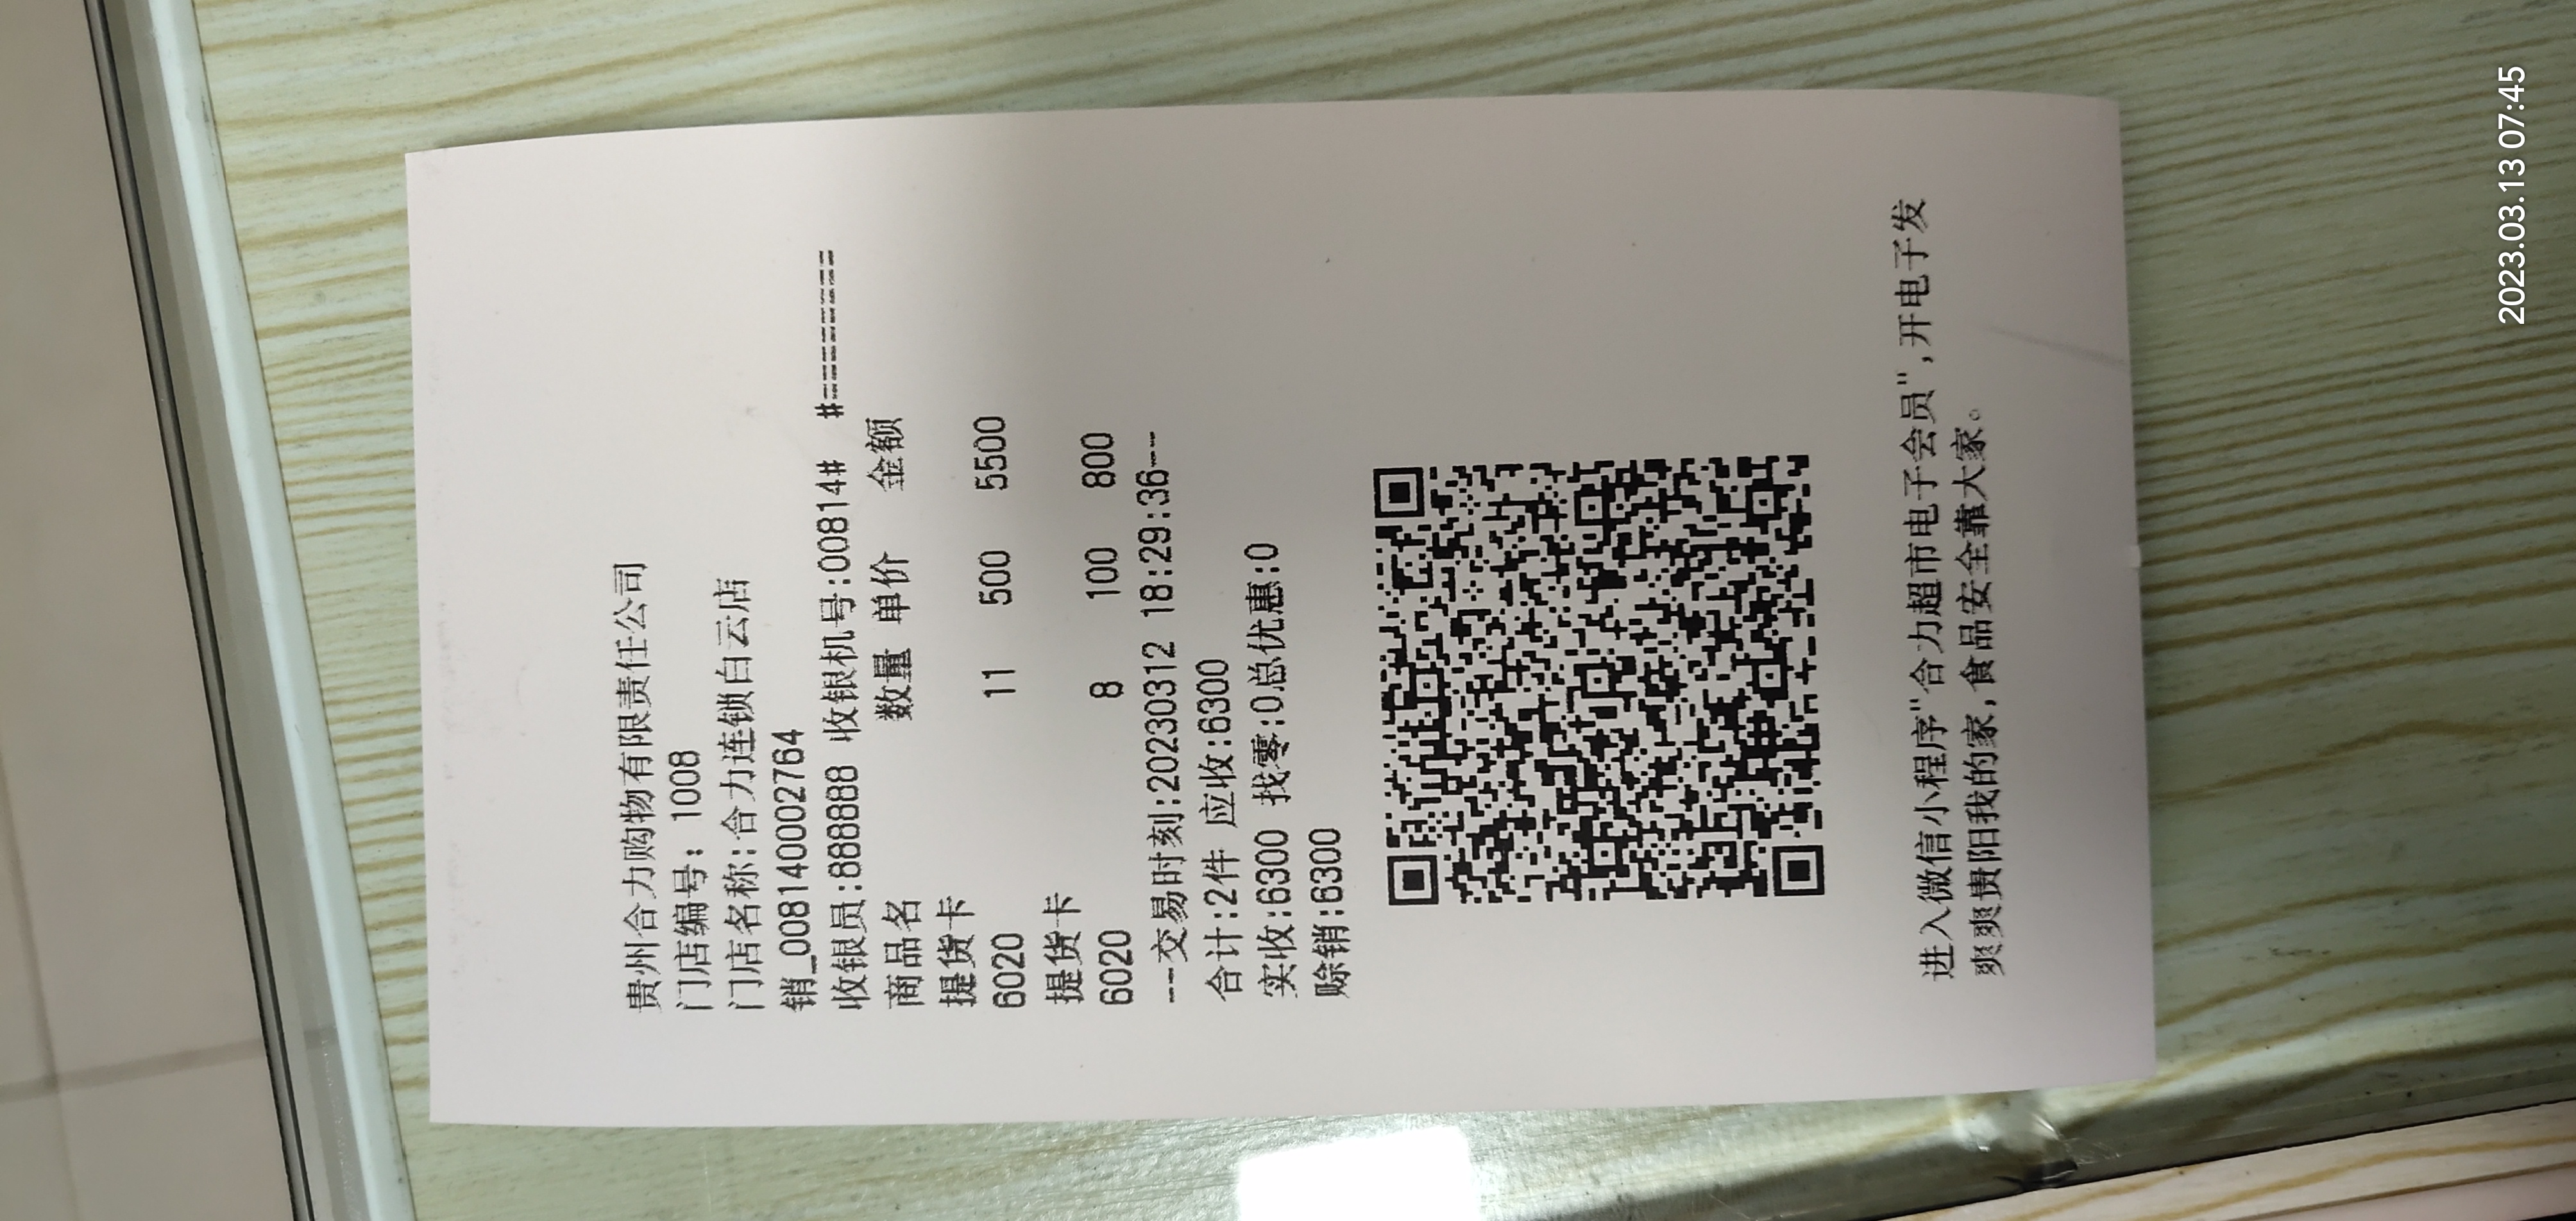 贵州合力购物有限责任公司
门店编号: 1008
门店名称:合力连锁白云店
销_008140002764
收银员:888888 收银机号:00814# #=========
商品名 数量 单价 金额
提货卡
6020 11 500 5500
提货卡
6020 8 100 800
--交易时刻:20230312 18:29:36--
合计:2件 应收:6300
实收:6300 找零:0总优惠:0
赊销:6300
进入微信小程序"合力超市电子会员",开电子发
爽爽贵阳我的家,食品安全靠大家。
2023.03.13 07:45